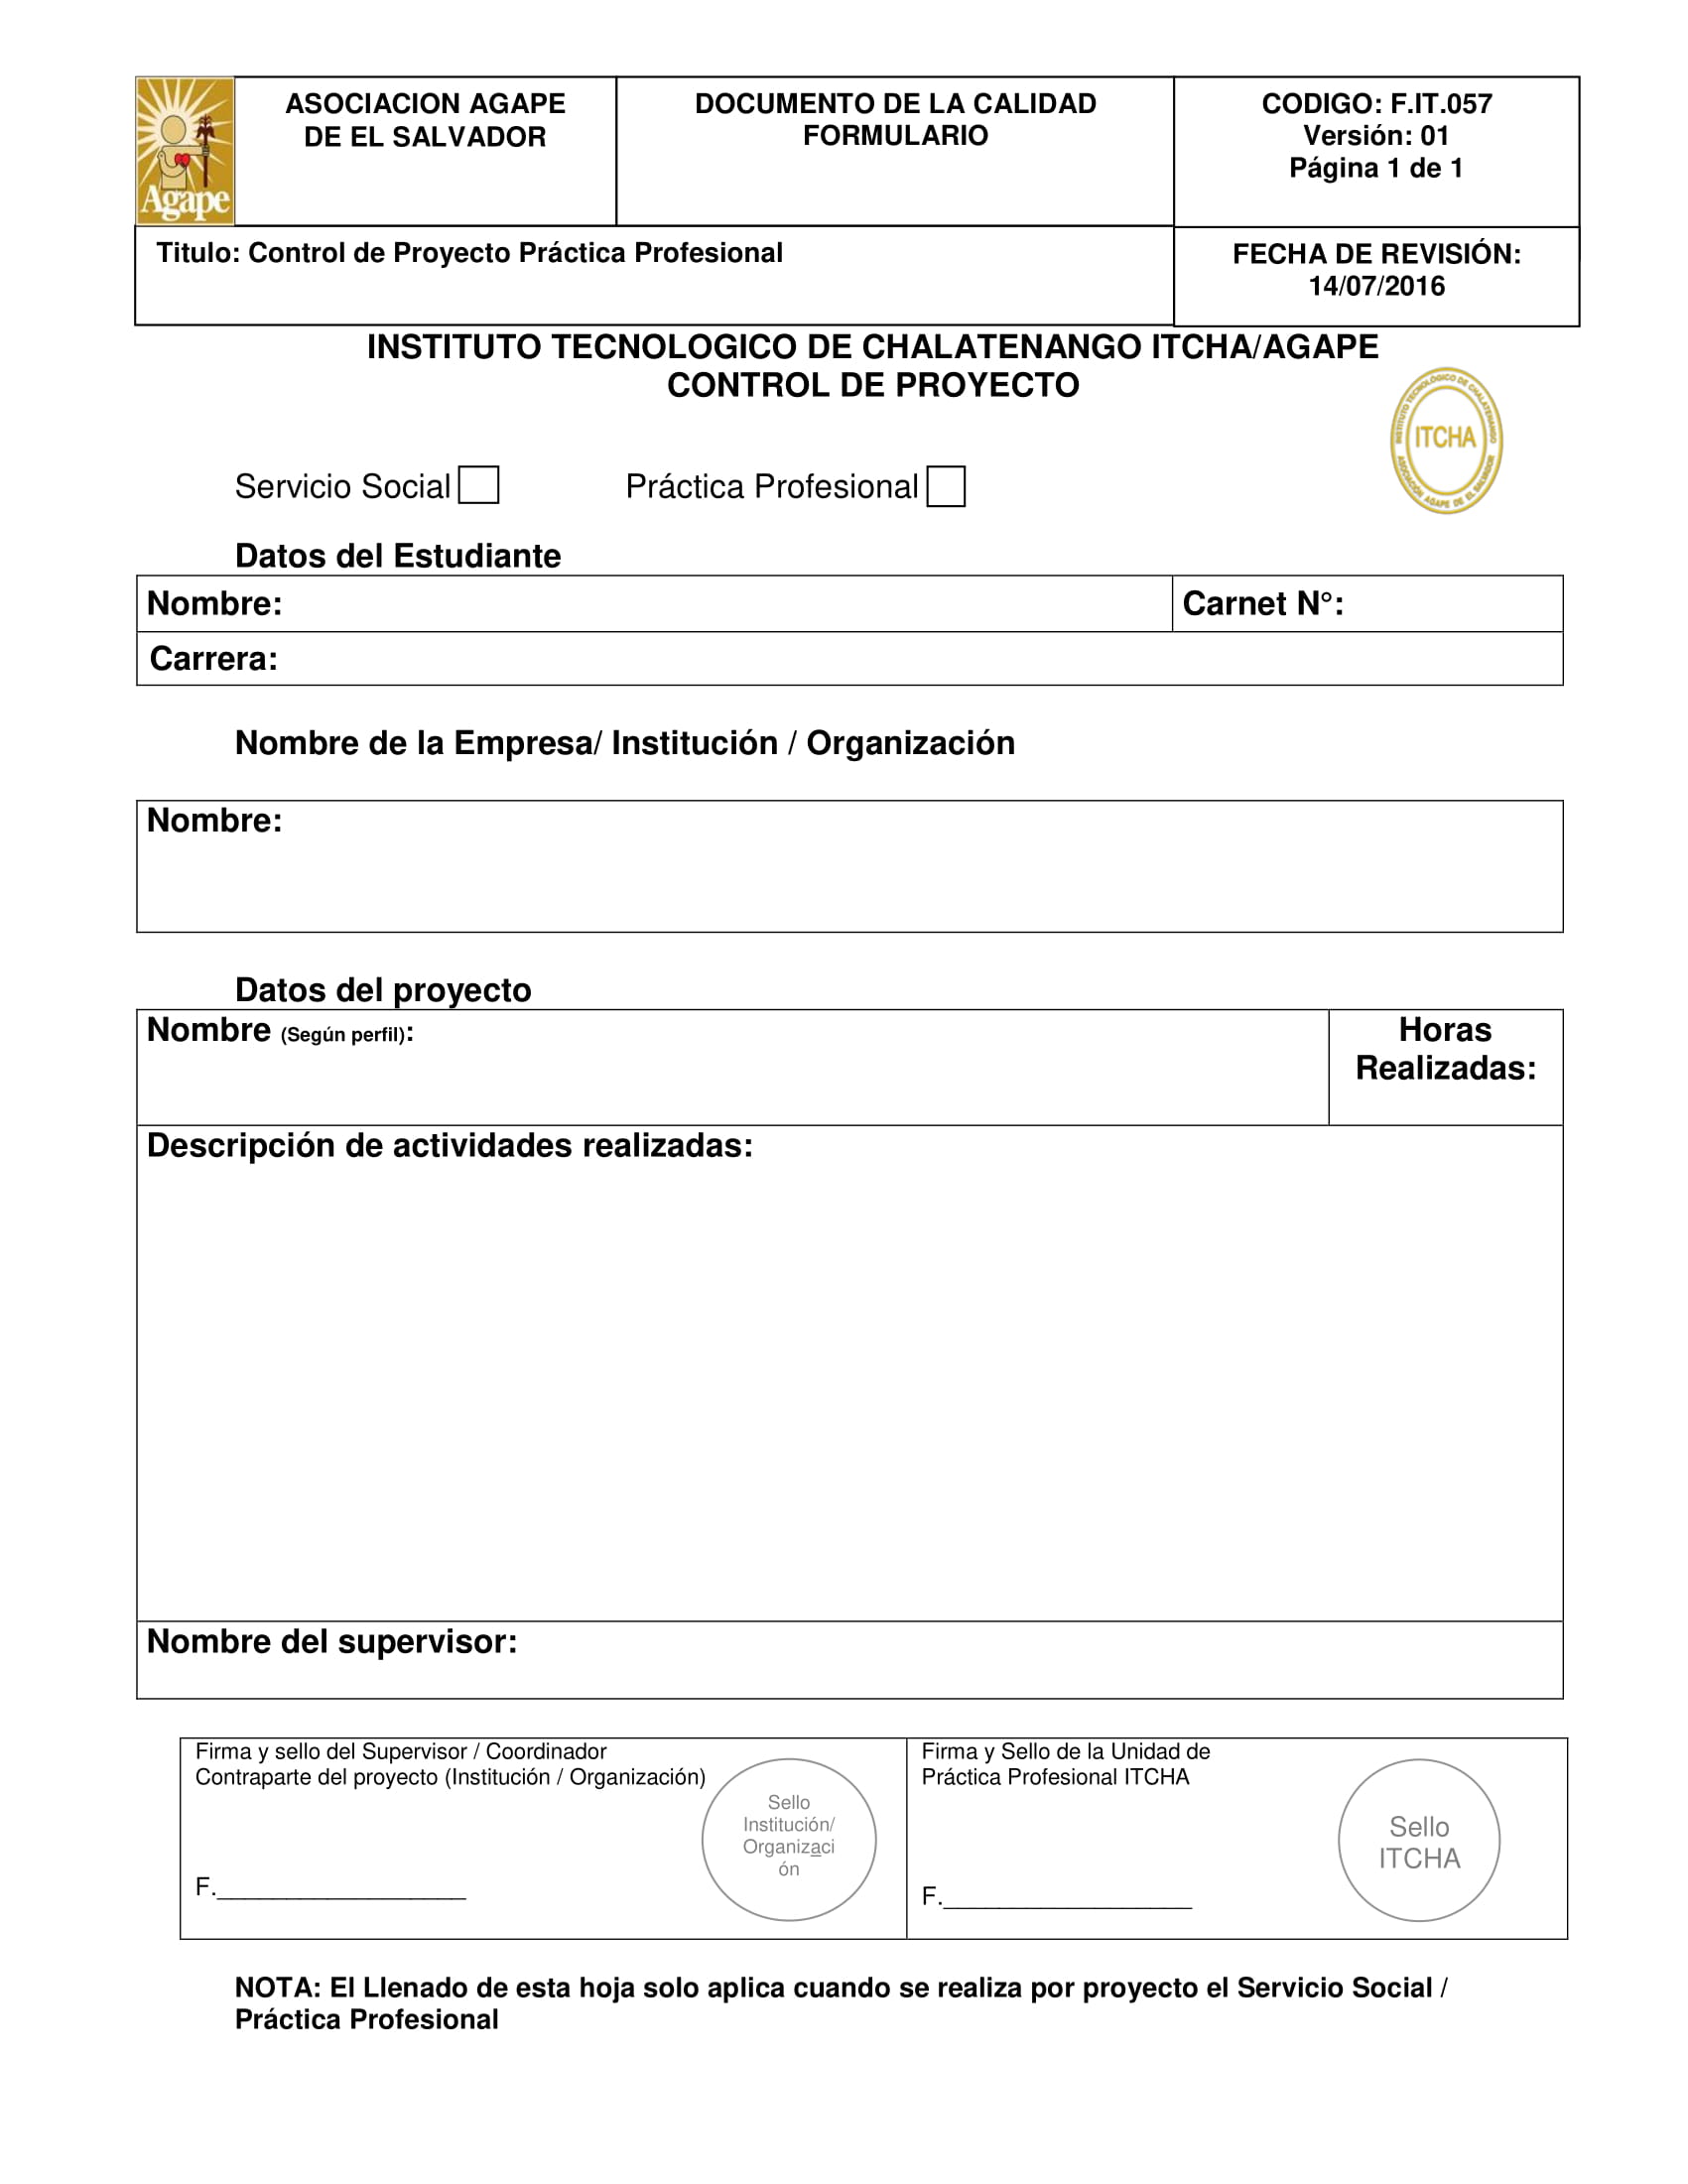 Agape
ASOCIACION AGAPE
DE EL SALVADOR
DOCUMENTO DE LA CALIDAD
FORMULARIO
CODIGO: F.IT.057
Versión: 01
Página 1 de 1
Titulo: Control de Proyecto Práctica Profesional
FECHA DE REVISIÓN:
14/07/2016
INSTITUTO TECNOLOGICO DE CHALATENANGO ITCHA/AGAPE
CONTROL DE PROYECTO
INSTITUTO TECNOLÓGICO DE CHALATENANGO
ITCHA
ASOCIACIÓN AGAPE DE EL SALVADOR
Servicio Social
Práctica Profesional
Datos del Estudiante
Nombre:
Carnet N°:
Carrera:
Nombre de la Empresa/ Institución / Organización
Nombre:
Datos del proyecto
Nombre (Según perfil):
Horas
Realizadas:
Descripción de actividades realizadas:
Nombre del supervisor:
Firma y sello del Supervisor / Coordinador
Contraparte del proyecto (Institución / Organización)
Sello
Institución/
Organizaci
ón
F.__________________
Firma y Sello de la Unidad de
Práctica Profesional ITCHA
Sello
ITCHA
F.__________________
NOTA: El Llenado de esta hoja solo aplica cuando se realiza por proyecto el Servicio Social /
Práctica Profesional